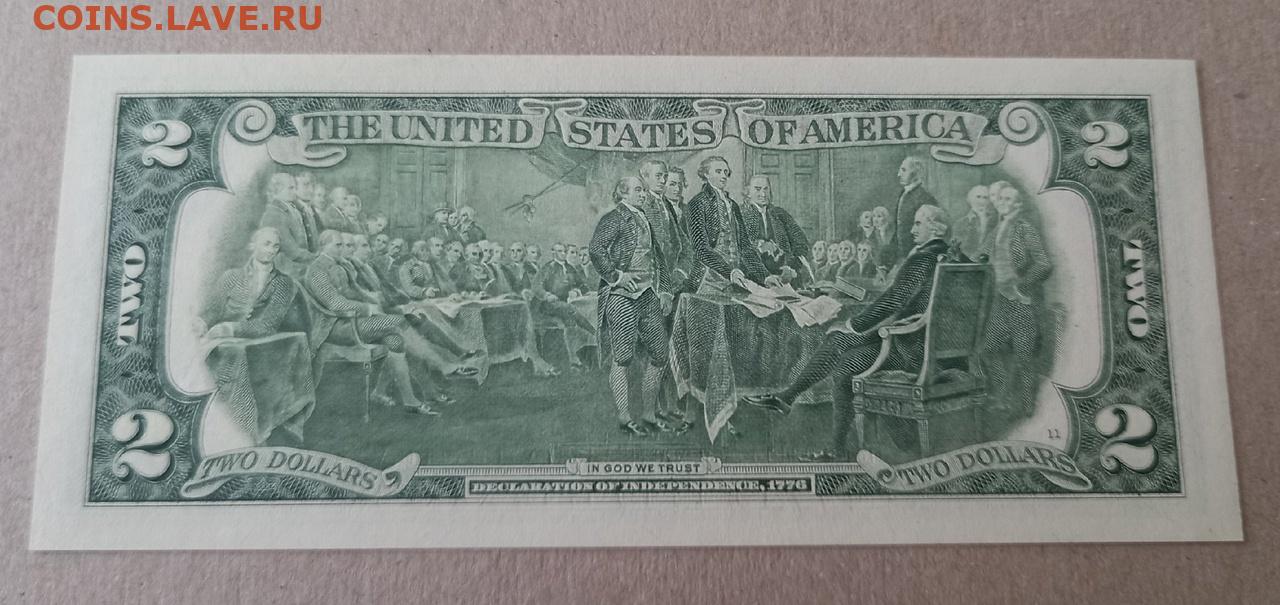 COINS.LAVE.RU
THE UNITED STATES OF AMERICA
2
2
TWO
TWO
2
2
11
TWO DOLLARS
TWO DOLLARS
IN GOD WE TRUST
DECLARATION OF INDEPENDENCE, 1776